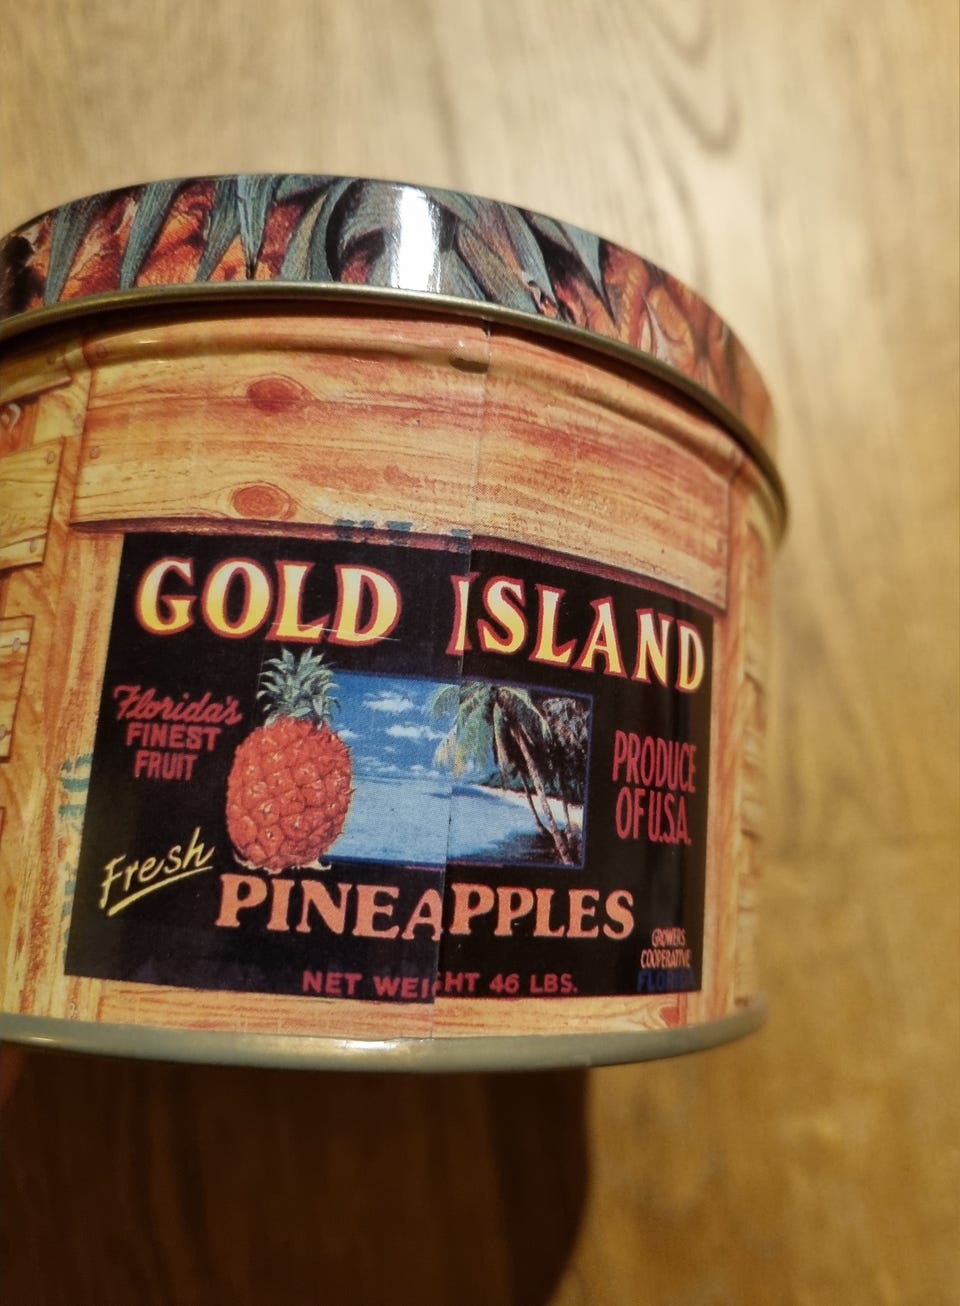 GOLD ISLAND
Florida's
FINEST
FRUIT
PRODUCE
OF U.S.A.
Fresh
PINEAPPLES
GROWERS
COOPERATIVE
NET WEIGHT 46 LBS.